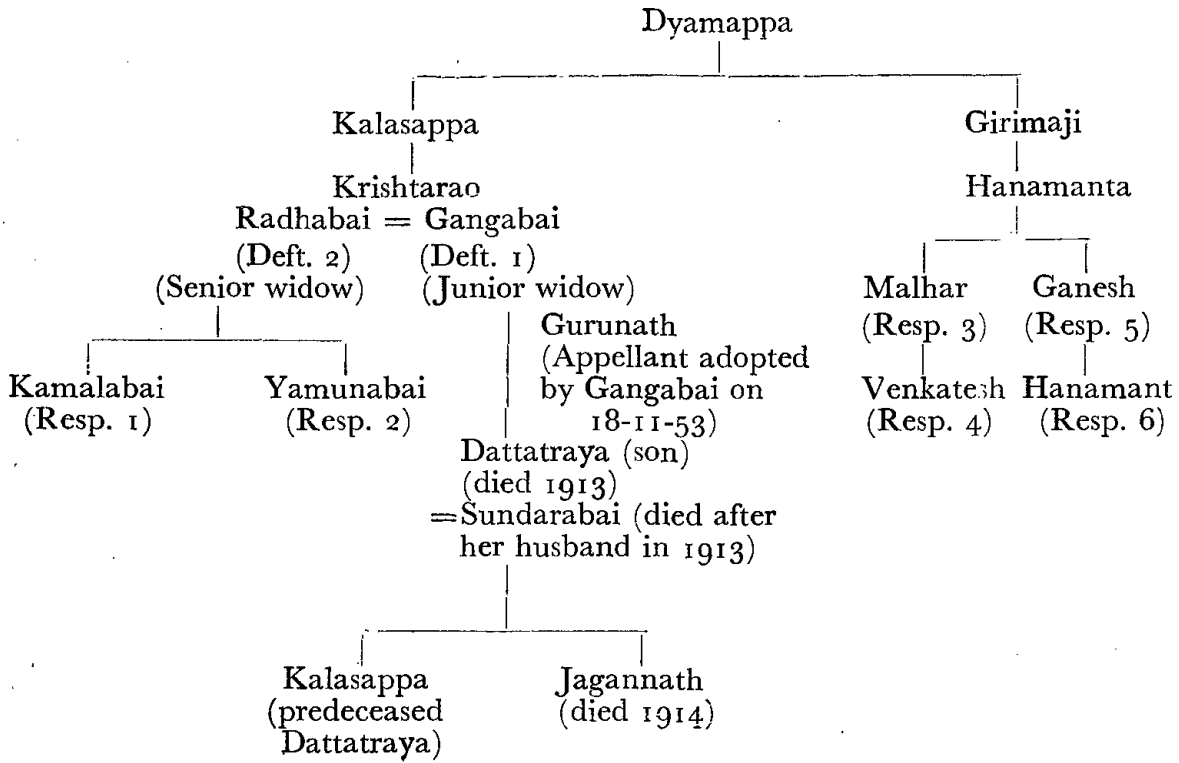 Dyamappa
Kalasappa Girimaji
Krishtarao Hanamanta
Radhabai = Gangabai
(Deft. 2) (Deft. 1)
(Senior widow) (Junior widow) Malhar Ganesh
Gurunath (Resp. 3) (Resp. 5)
(Appellant adopted
Kamalabai Yamunabai by Gangabai on Venkatesh Hanamant
(Resp. 1) (Resp. 2) 18-11-53) (Resp. 4) (Resp. 6)
Dattatraya (son)
(died 1913)
=Sundarabai (died after
her husband in 1913)
Kalasappa Jagannath
(predeceased (died 1914)
Dattatraya)